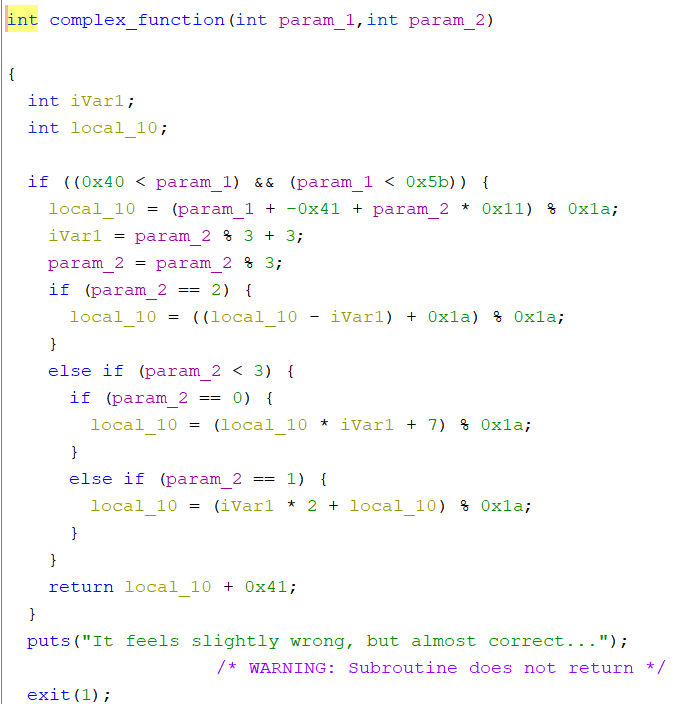 int complex_function(int param_1,int param_2)
{
int iVar1;
int local_10;
if ((0x40 < param_1) && (param_1 < 0x5b)) {
local_10 = (param_1 + -0x41 + param_2 * 0x11) % 0x1a;
iVar1 = param_2 % 3 + 3;
param_2 = param_2 % 3;
if (param_2 == 2) {
local_10 = ((local_10 - iVar1) + 0x1a) % 0x1a;
}
else if (param_2 < 3) {
if (param_2 == 0) {
local_10 = (local_10 * iVar1 + 7) % 0x1a;
}
else if (param_2 == 1) {
local_10 = (iVar1 * 2 + local_10) % 0x1a;
}
}
return local_10 + 0x41;
}
puts("It feels slightly wrong, but almost correct...");
/* WARNING: Subroutine does not return */
exit(1);